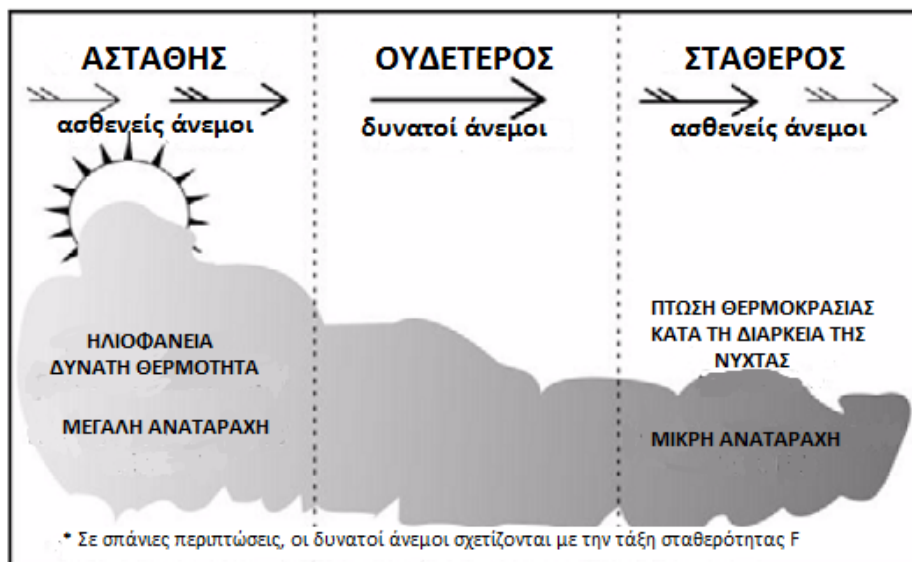 ΑΣΤΑΘΗΣ
ΟΥΔΕΤΕΡΟΣ
ΣΤΑΘΕΡΟΣ
ασθενείς άνεμοι
δυνατοί άνεμοι
ασθενείς άνεμοι
ΗΛΙΟΦΑΝΕΙΑ
ΔΥΝΑΤΗ ΘΕΡΜΟΤΗΤΑ
ΜΕΓΑΛΗ ΑΝΑΤΑΡΑΧΗ
ΠΤΩΣΗ ΘΕΡΜΟΚΡΑΣΙΑΣ
ΚΑΤΑ ΤΗ ΔΙΑΡΚΕΙΑ ΤΗΣ
ΝΥΧΤΑΣ
ΜΙΚΡΗ ΑΝΑΤΑΡΑΧΗ
* Σε σπάνιες περιπτώσεις, οι δυνατοί άνεμοι σχετίζονται με την τάξη σταθερότητας F